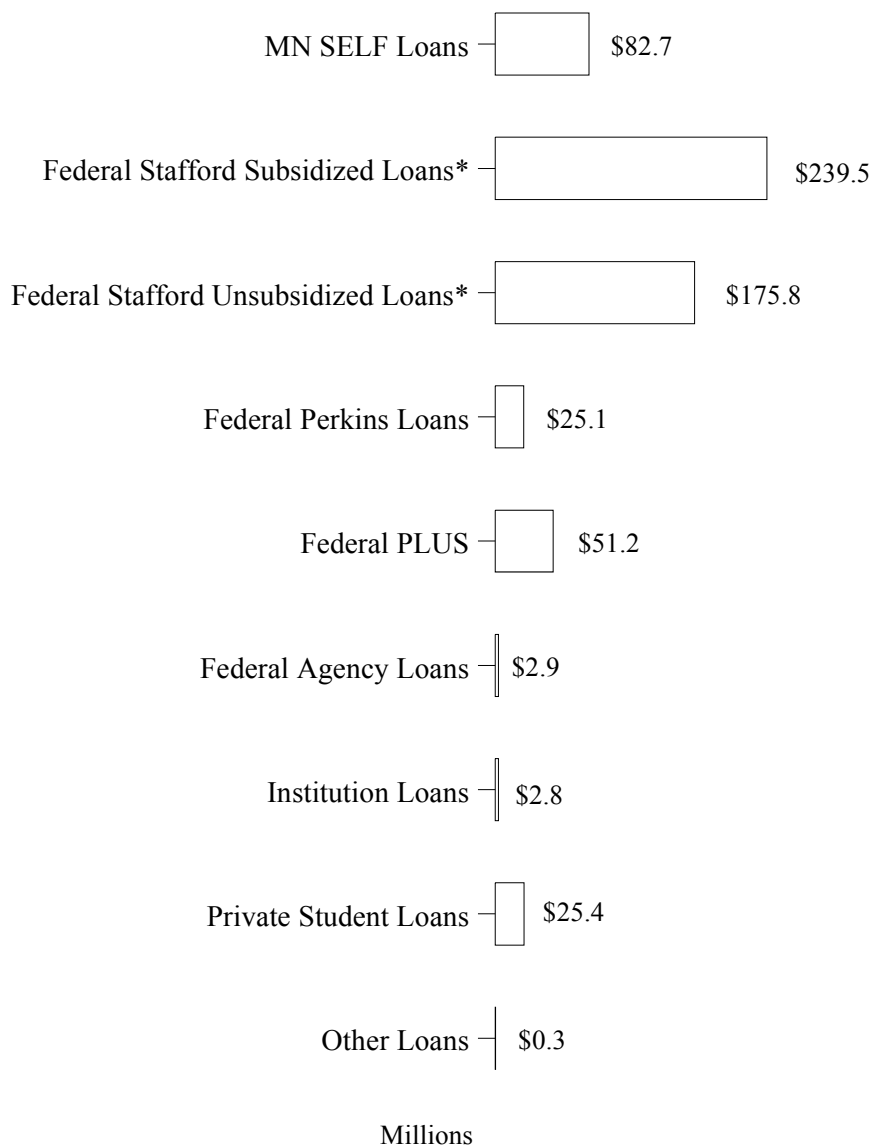 MN SELF Loans $82.7
Federal Stafford Subsidized Loans* $239.5
Federal Stafford Unsubsidized Loans* $175.8
Federal Perkins Loans $25.1
Federal PLUS $51.2
Federal Agency Loans $2.9
Institution Loans $2.8
Private Student Loans $25.4
Other Loans $0.3
Millions